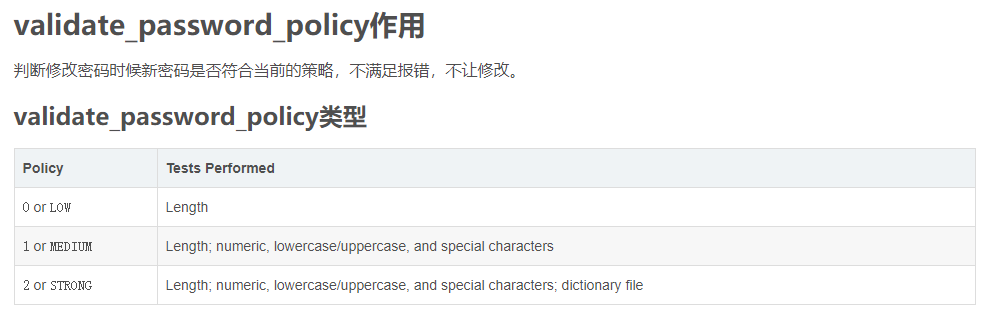 validate_password_policy作用
判断修改密码时候新密码是否符合当前的策略，不满足报错，不让修改。
validate_password_policy类型
Policy Tests Performed
0 or LOW Length
1 or MEDIUM Length; numeric, lowercase/uppercase, and special characters
2 or STRONG Length; numeric, lowercase/uppercase, and special characters; dictionary file